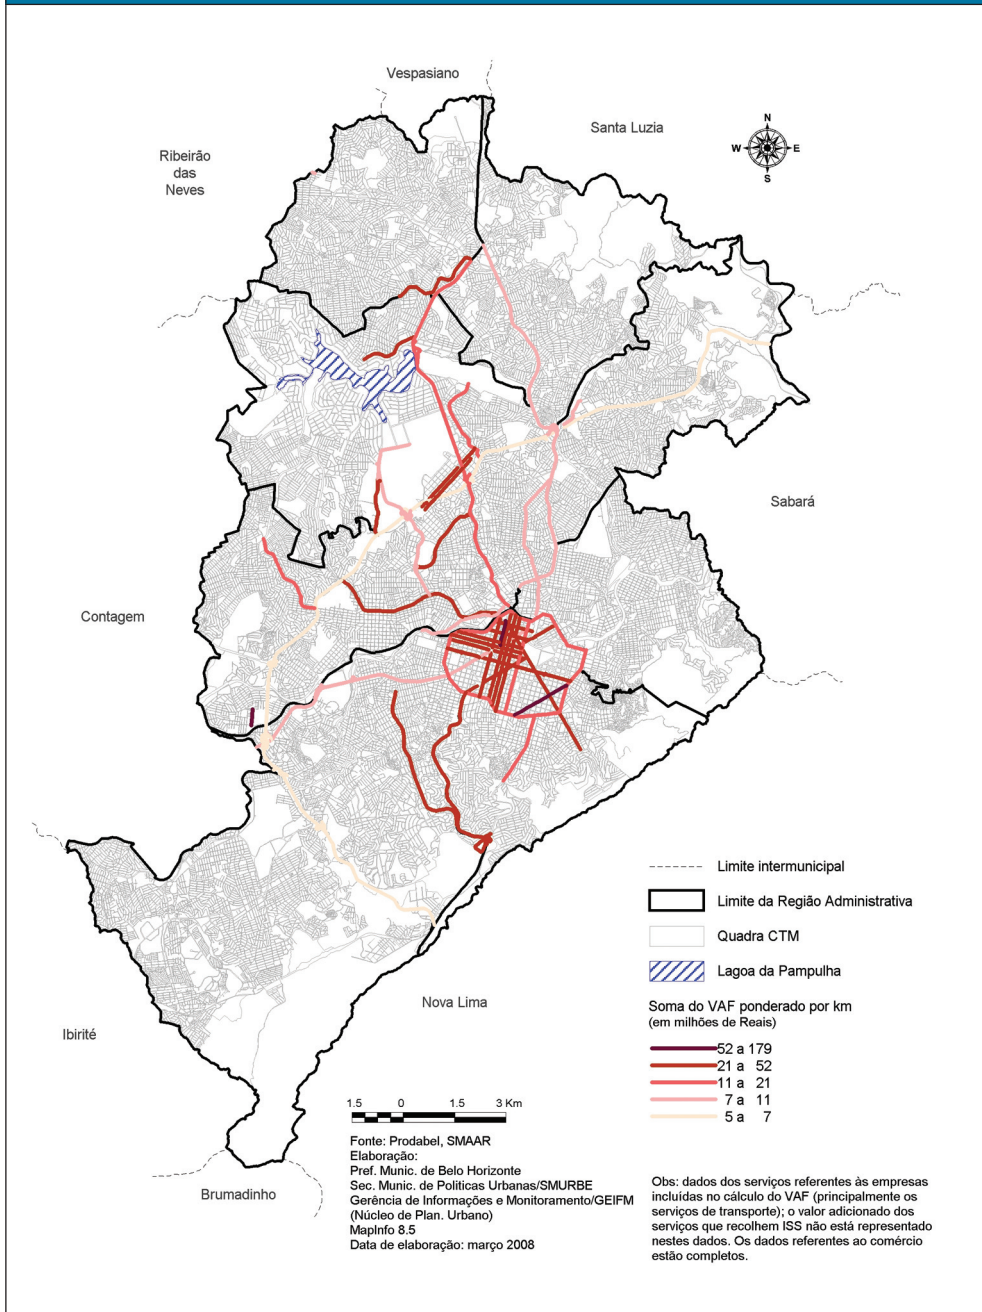 Vespasiano
Santa Luzia
Ribeirão
das
Neves
N
W
E
S
Sabará
Contagem
Nova Lima
Ibirité
Brumadinho
Limite intermunicipal
Limite da Região Administrativa
Quadra CTM
Lagoa da Pampulha
Soma do VAF ponderado por km
(em milhões de Reais)
52 a 179
21 a 52
11 a 21
7 a 11
5 a 7
1.5 0 1.5 3 Km
Fonte: Prodabel, SMAAR
Elaboração:
Pref. Munic. de Belo Horizonte
Sec. Munic. de Politicas Urbanas/SMURBE
Gerência de Informações e Monitoramento/GEIFM
(Núcleo de Plan. Urbano)
MapInfo 8.5
Data de elaboração: março 2008
Obs: dados dos serviços referentes às empresas
incluídas no cálculo do VAF (principalmente os
serviços de transporte); o valor adicionado dos
serviços que recolhem ISS não está representado
nestes dados. Os dados referentes ao comércio
estão completos.